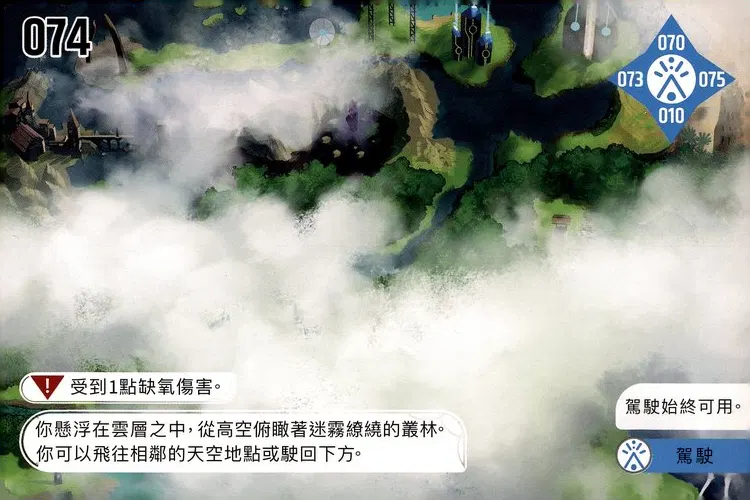 074
070
073
075
010
受到1點缺氧傷害。
你懸浮在雲層之中,從高空俯瞰著迷霧繚繞的叢林。
你可以飛往相鄰的天空地點或駛回下方。
駕駛始終可用。
駕駛